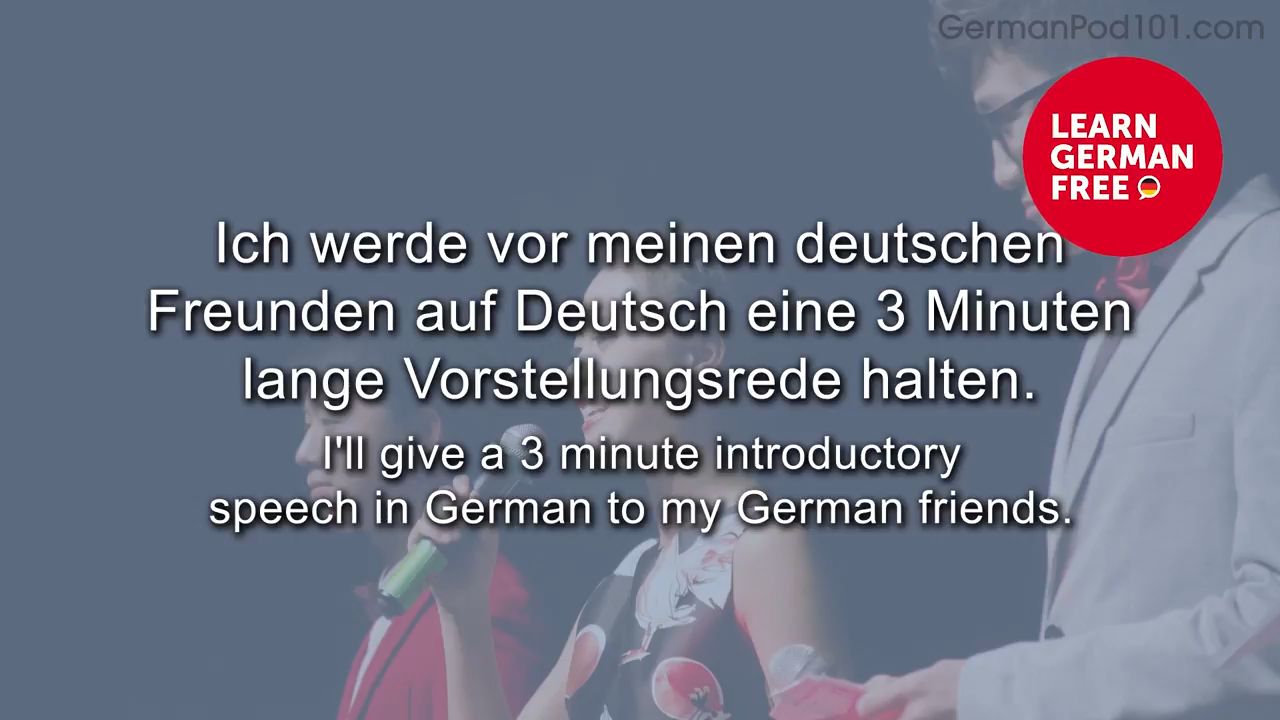 GermanPod101.com
LEARN
GERMAN
FREE
Ich werde vor meinen deutschen
Freunden auf Deutsch eine 3 Minuten
lange Vorstellungsrede halten.
I'll give a 3 minute introductory
speech in German to my German friends.